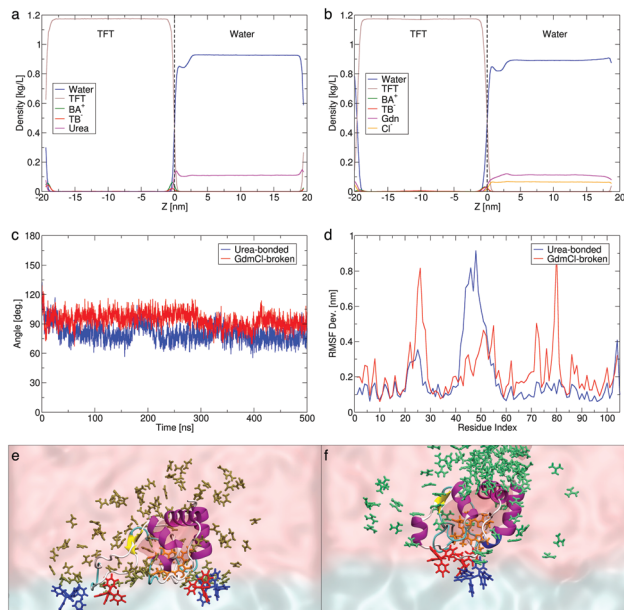 a
TFT
Water
Water
TFT
BA+
TB-
Urea
Density [kg/L]
1.2
1
0.8
0.6
0.4
0.2
0
-20 -15 -10 -5 0 5 10 15 20
Z [nm]
b
TFT
Water
Water
TFT
BA+
TB-
Gdn
Cl-
Density [kg/L]
1.2
1
0.8
0.6
0.4
0.2
0
-20 -15 -10 -5 0 5 10 15 20
Z [nm]
c
Urea-bonded
GdmCl-broken
Angle [deg.]
180
150
120
90
60
30
0
0 100 200 300 400 500
Time [ns]
d
Urea-bonded
GdmCl-broken
RMSF Dev. [nm]
1
0.8
0.6
0.4
0.2
0
0 10 20 30 40 50 60 70 80 90 100
Residue Index
e
f